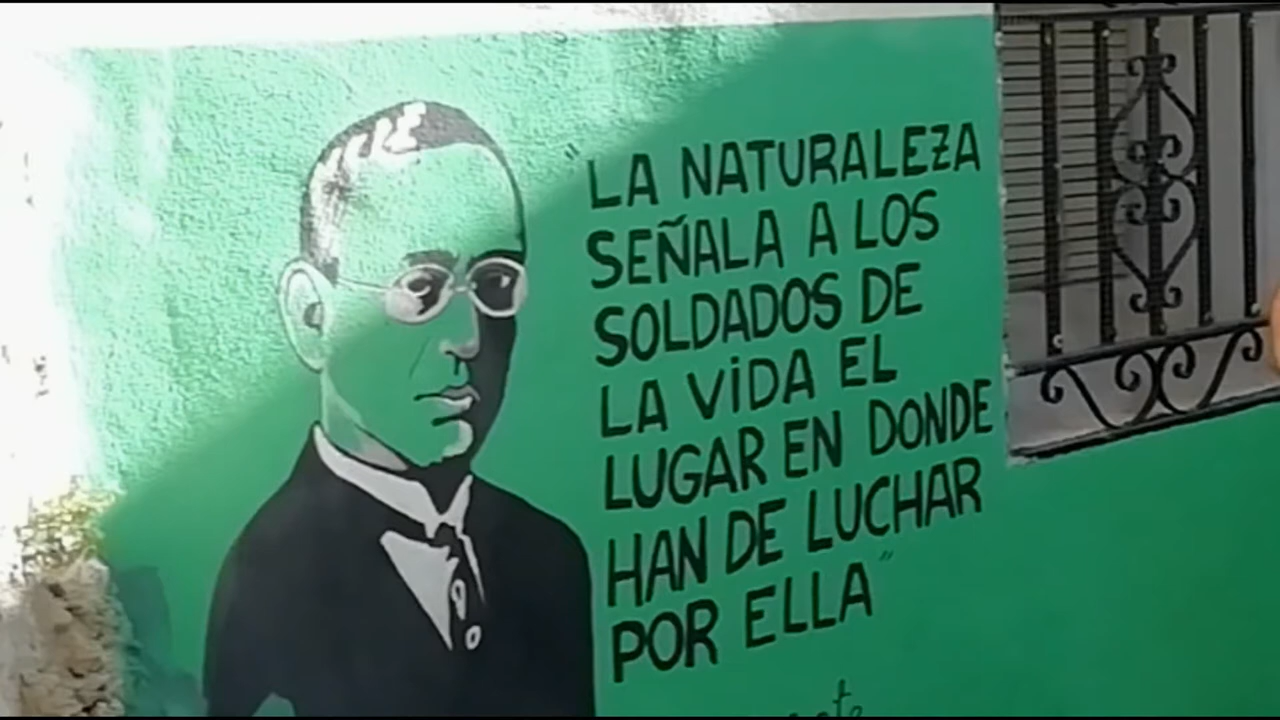 "LA NATURALEZA
SEÑALA A LOS
SOLDADOS DE
LA ViDA EL
LUGAR EN DONDE
HAN DE LUCHAR
POR ELLA"